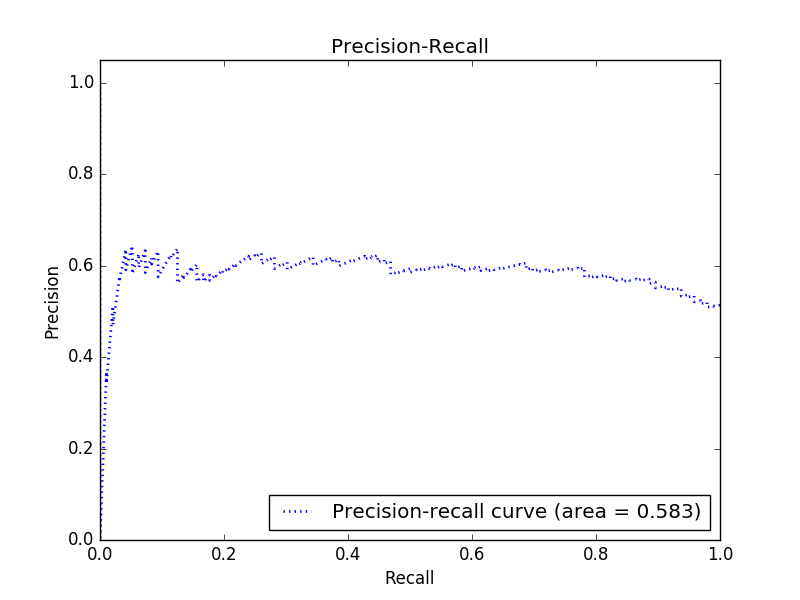 Precision-Recall
1.0
0.8
0.6
0.4
0.2
0.0
Precision
0.0 0.2 0.4 0.6 0.8 1.0
Recall
Precision-recall curve (area = 0.583)